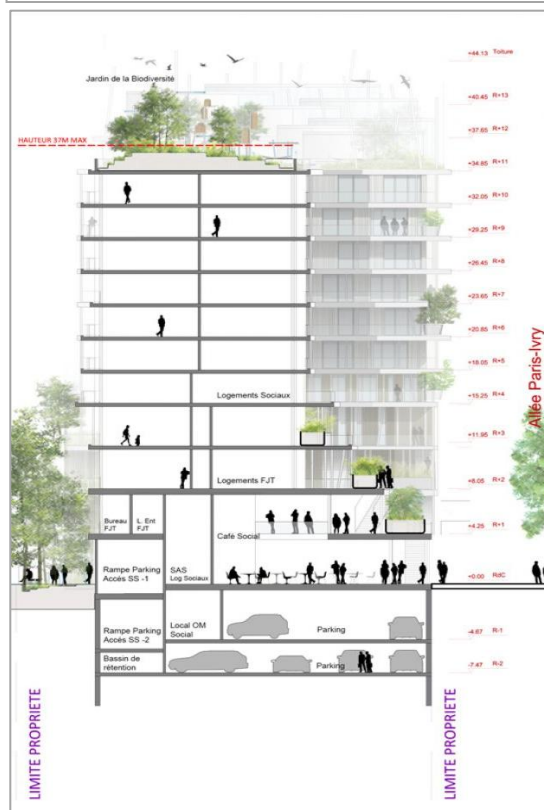 +44.13 Toiture
Jardin de la Biodiversité
+40.45 R+13
+37.65 R+12
HAUTEUR 37M MAX
+34.85 R+11
+32.05 R+10
+29.25 R+9
+26.45 R+8
+23.65 R+7
+20.85 R+6
+18.05 R+5
Logements Sociaux
+15.25 R+4
+11.95 R+3
Logements FJT
+8.05 R+2
Bureau
FJT
L. Ent
FJT
Café Social
+4.25 R+1
Rampe Parking
Accés SS -1
SAS
Log Sociaux
+0.00 RdC
Rampe Parking
Accés SS -2
Local OM
Social
Parking
-4.67 R-1
Bassin de
rétention
Parking
-7.47 R-2
Allée Paris-Ivry
LIMITE PROPRIETE
LIMITE PROPRIETE